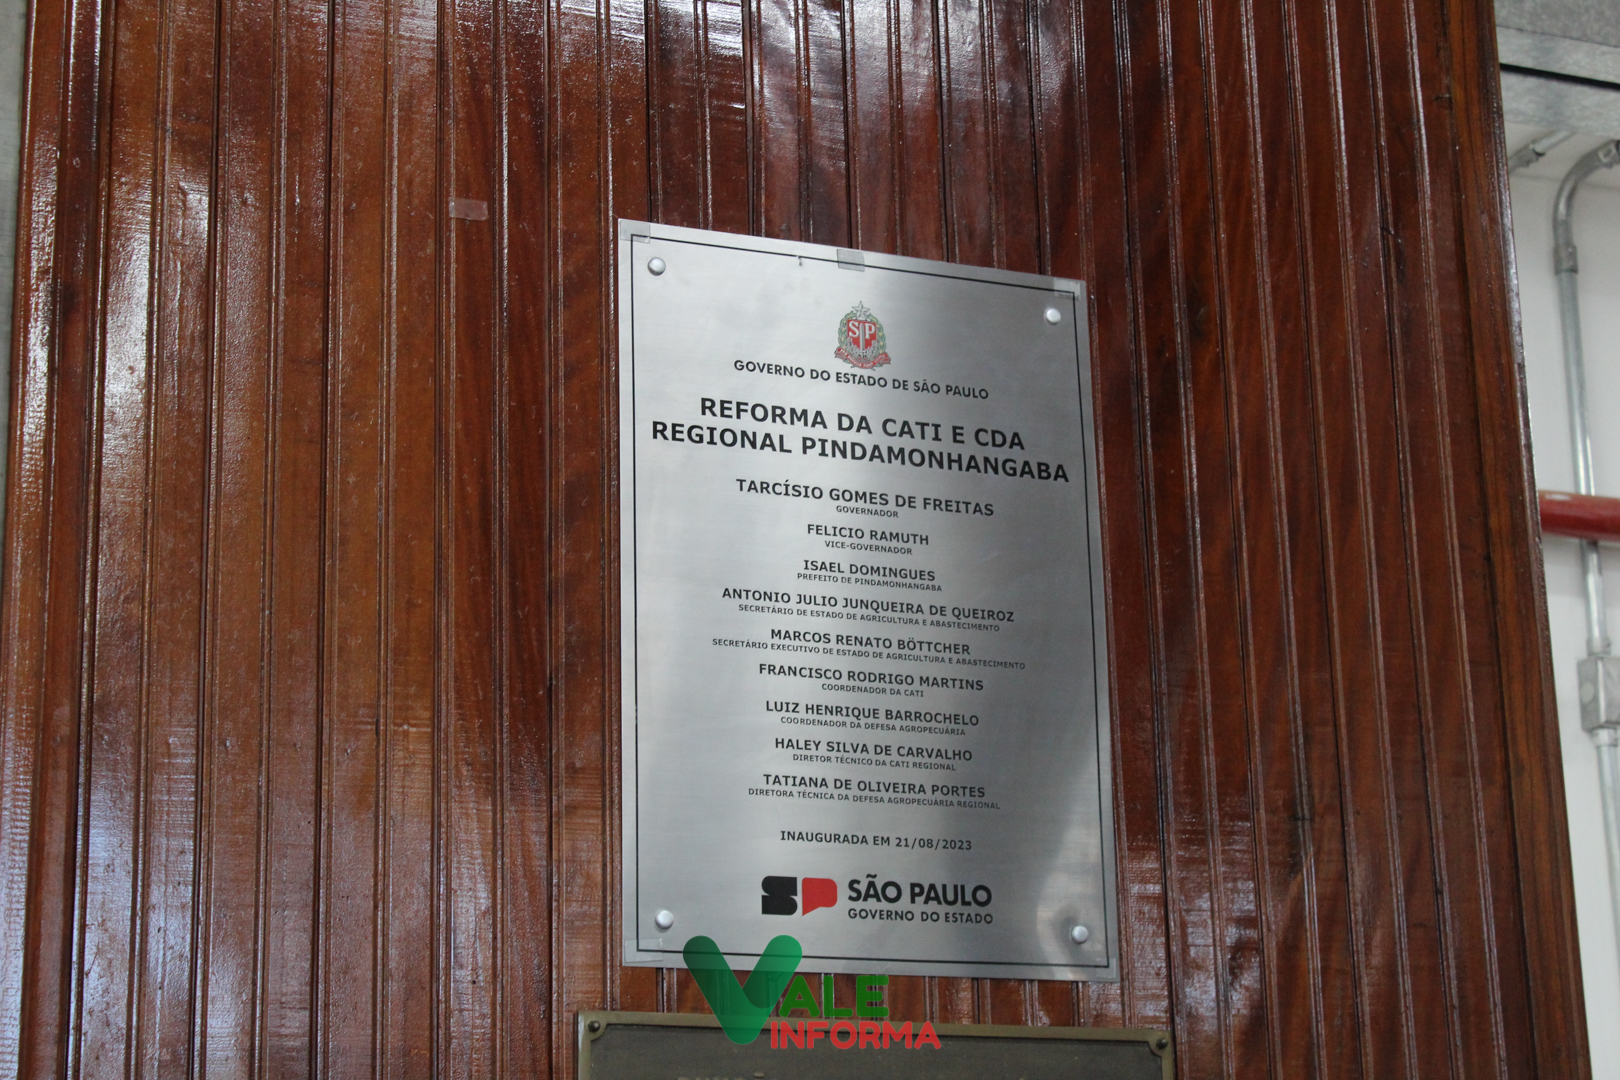 SP
GOVERNO DO ESTADO DE SÃO PAULO
REFORMA DA CATI E CDA
REGIONAL PINDAMONHANGABA
TARCÍSIO GOMES DE FREITAS
GOVERNADOR
FELICIO RAMUTH
VICE-GOVERNADOR
ISAEL DOMINGUES
PREFEITO DE PINDAMONHANGABA
ANTONIO JULIO JUNQUEIRA DE QUEIROZ
SECRETÁRIO DE ESTADO DE AGRICULTURA E ABASTECIMENTO
MARCOS RENATO BÖTTCHER
SECRETÁRIO EXECUTIVO DE ESTADO DE AGRICULTURA E ABASTECIMENTO
FRANCISCO RODRIGO MARTINS
COORDENADOR DA CATI
LUIZ HENRIQUE BARROCHELO
COORDENADOR DA DEFESA AGROPECUÁRIA
HALEY SILVA DE CARVALHO
DIRETOR TÉCNICO DA CATI REGIONAL
TATIANA DE OLIVEIRA PORTES
DIRETORA TÉCNICA DA DEFESA AGROPECUÁRIA REGIONAL
INAUGURADA EM 21/08/2023
SP SÃO PAULO
GOVERNO DO ESTADO
VALE
INFORMA